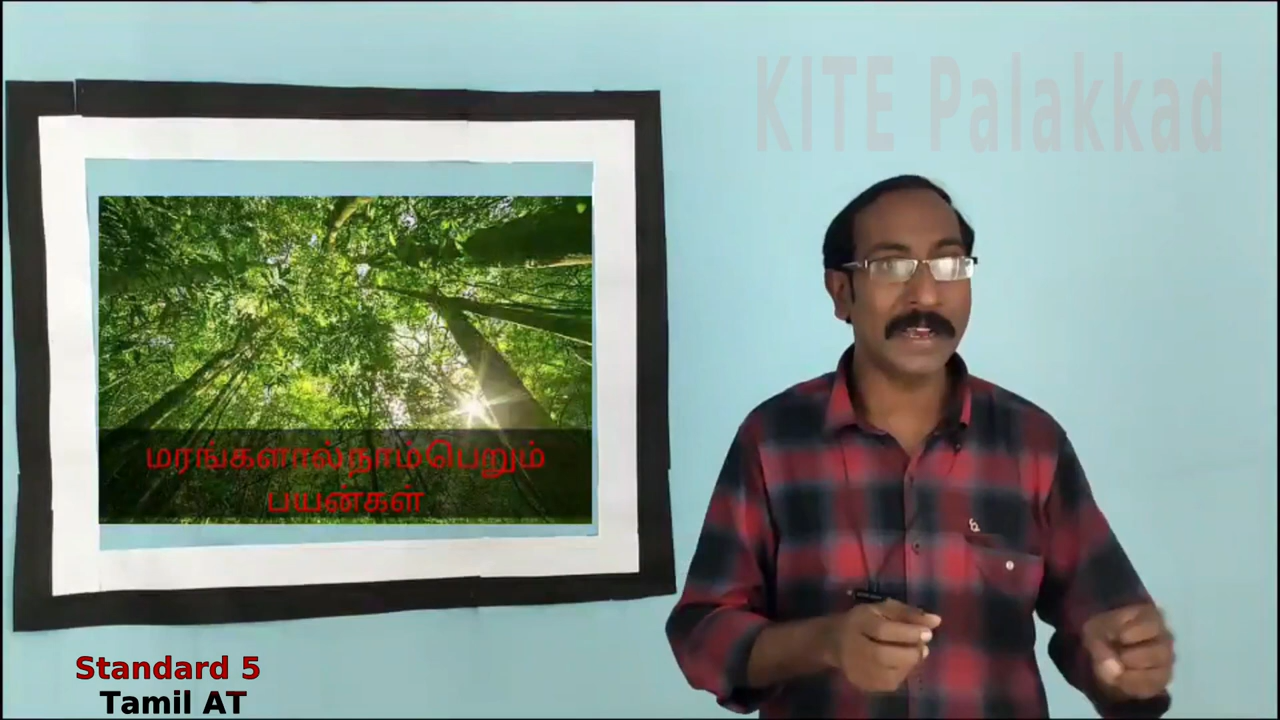 KITE Palakkad
மரங்களால்நாம்பெறும்
பயன்கள்
Standard 5
Tamil AT